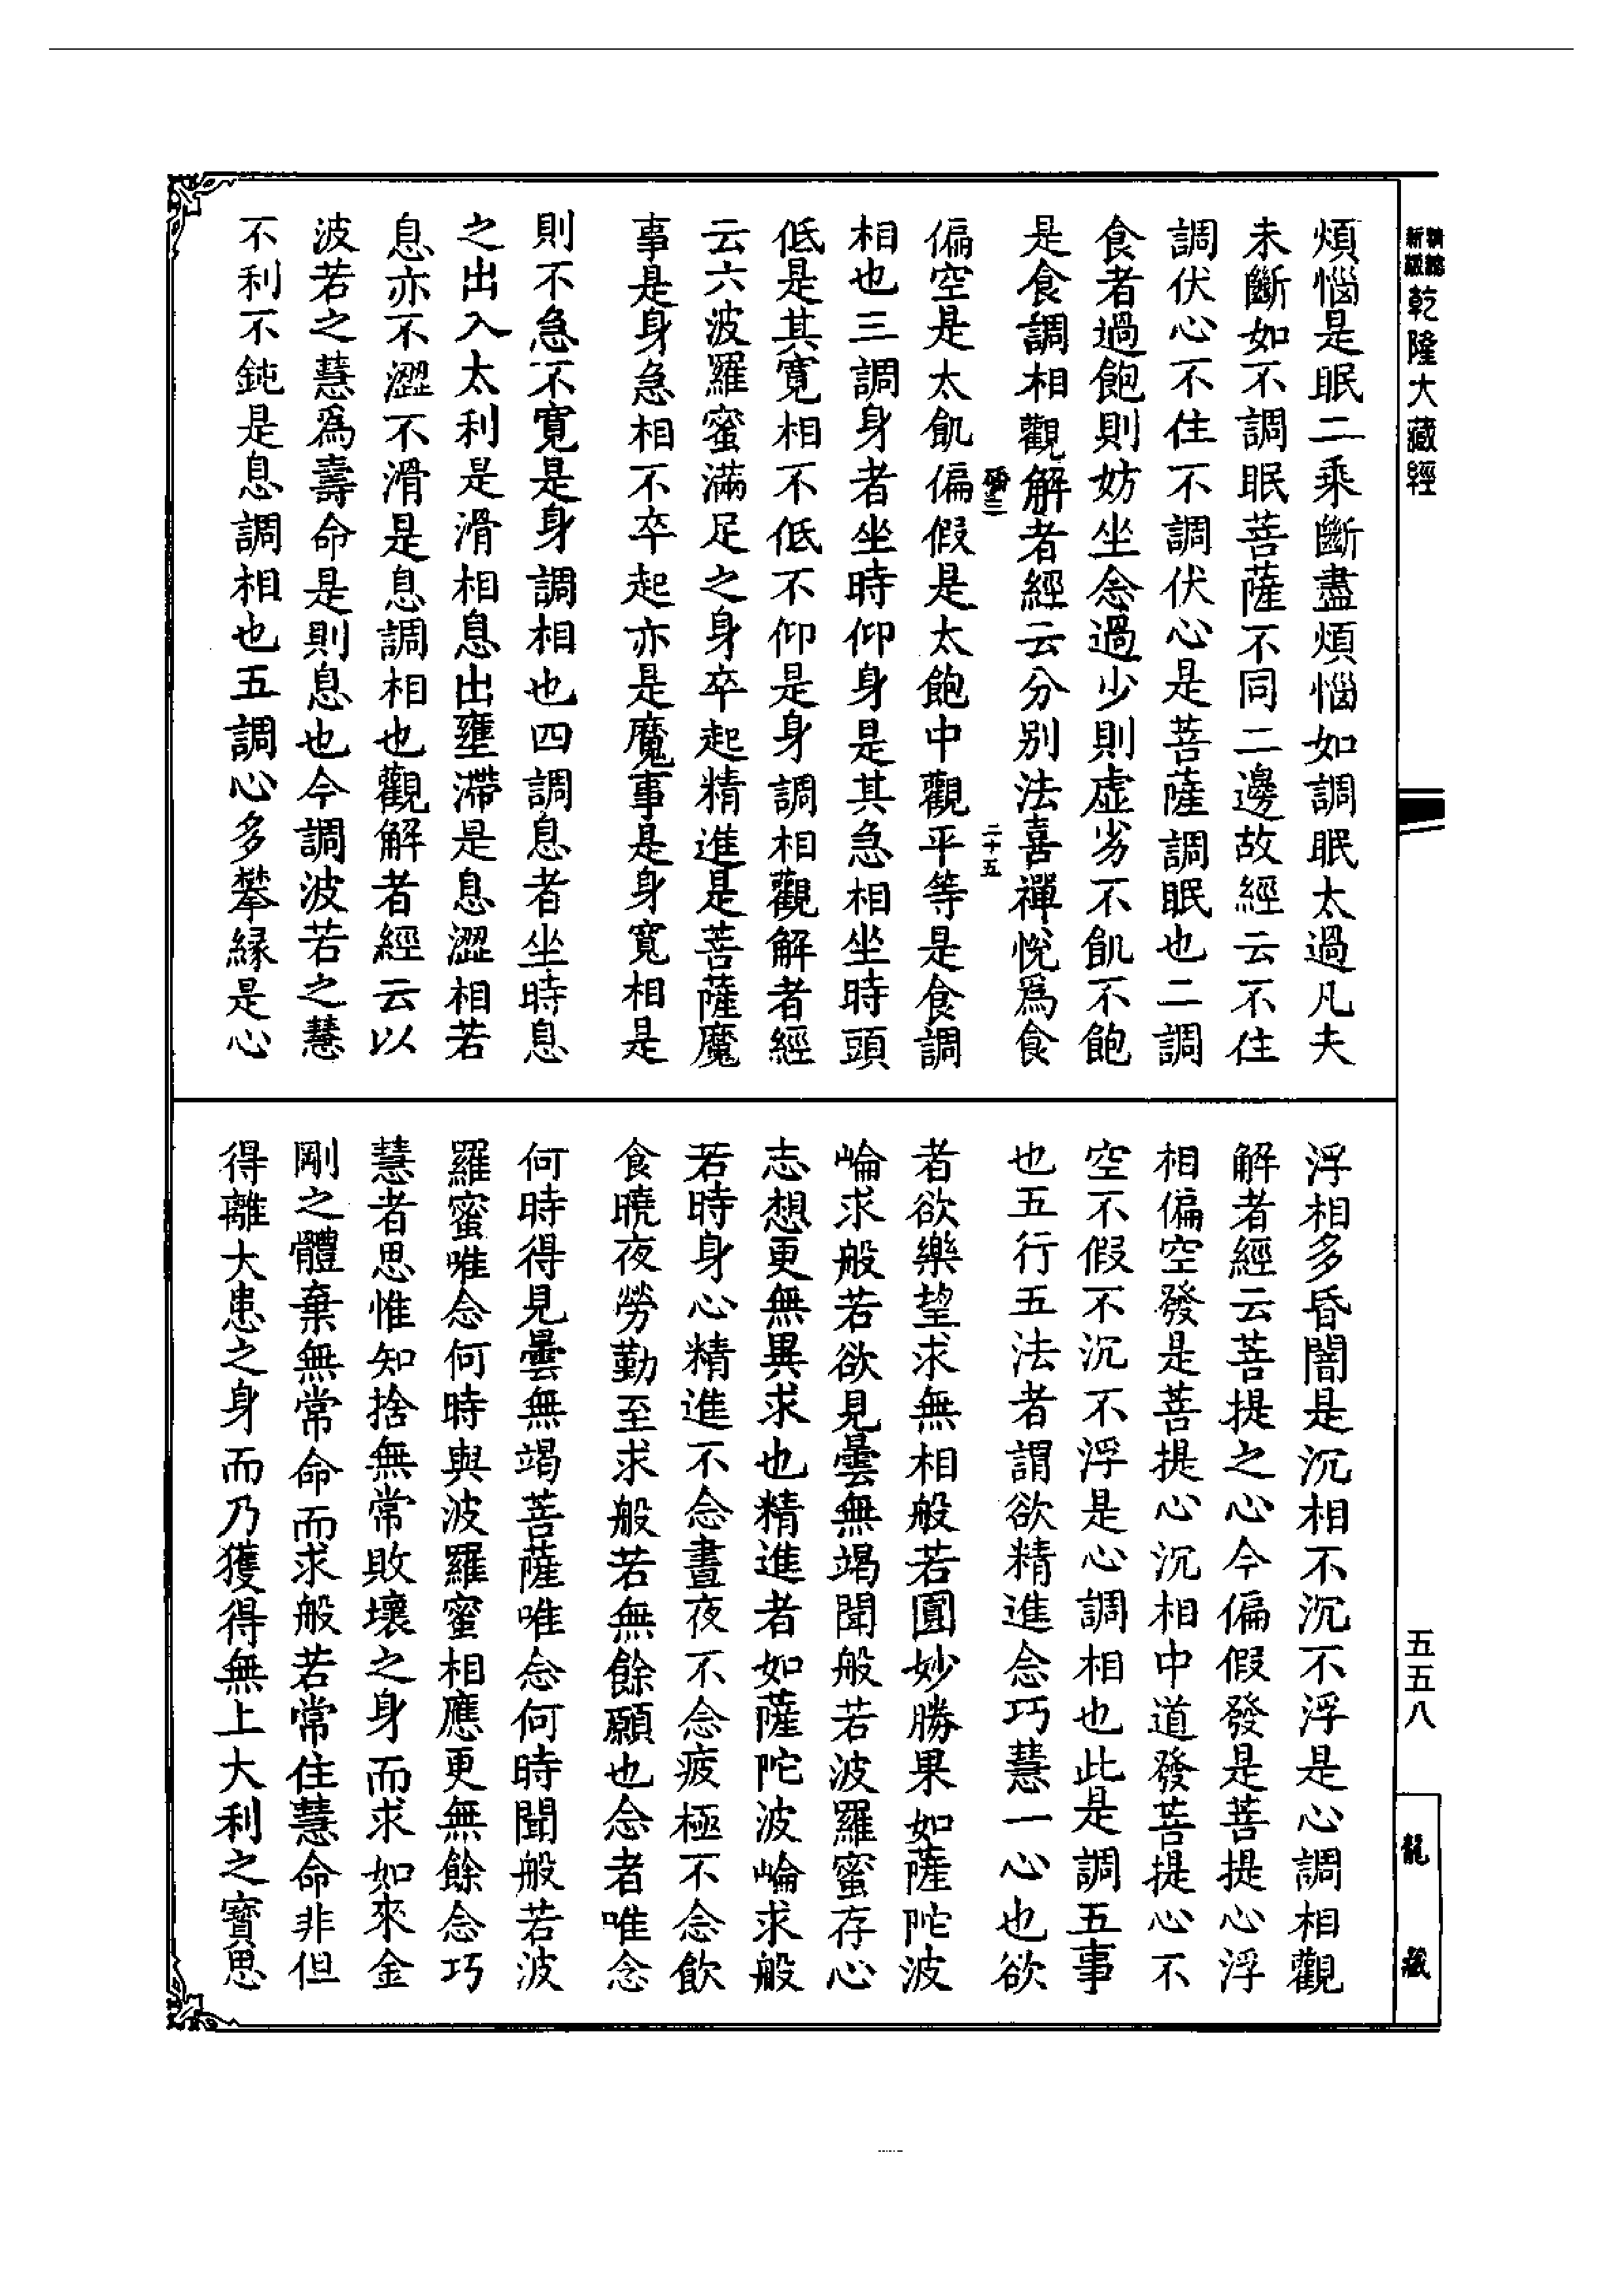 新版乾隆大藏經
煩惱是眠二乘斷盡煩惱如調眠太過凡夫
未斷如不調眠菩薩不同二邊故經云不住
調伏心不住不調伏心是菩薩調眠也二調
食者過飽則妨坐念過少則虛劣不飢不飽
是食調相觀解者經云分別法喜禪悅爲食
二十五
偏空是太飢偏假是太飽中觀平等是食調
相也三調身者坐時仰身是其急相坐時頭
低是其寬相不低不仰是身調相觀解者經
云六波羅蜜滿足之身卒起精進是菩薩魔
事是身急相不卒起亦是魔事是身寬相是
則不急不寬是身調相也四調息者坐時息
之出入太利是滑相息出壅滯是息澀相若
息亦不澀不滑是息調相也觀解者經云以
波若之慧爲壽命是則息也今調波若之慧
不利不鈍是息調相也五調心多攀緣是心
浮相多昏闇是沉相不沉不浮是心調相觀
解者經云菩提之心今偏假發是菩提心浮
相偏空發是菩提心沉相中道發菩提心不
空不假不沉不浮是心調相也此是調五事
也五行五法者謂欲精進念巧慧一心也欲
者欲樂望求無相般若圓妙勝果如薩陀波
崙求般若欲見曇無竭聞般若波羅蜜存心
志想更無異求也精進者如薩陀波崙求般
若時身心精進不念晝夜不念疲極不念飲
食曉夜勞勤至求般若無餘願也念者唯念
何時得見曇無竭菩薩唯念何時聞般若波
羅蜜唯念何時與波羅蜜相應更無餘念巧
慧者思惟知捨無常敗壞之身而求如來金
剛之體棄無常命而求般若常住慧命非但
得離大患之身而乃獲得無上大利之寶思
五五八
龍藏